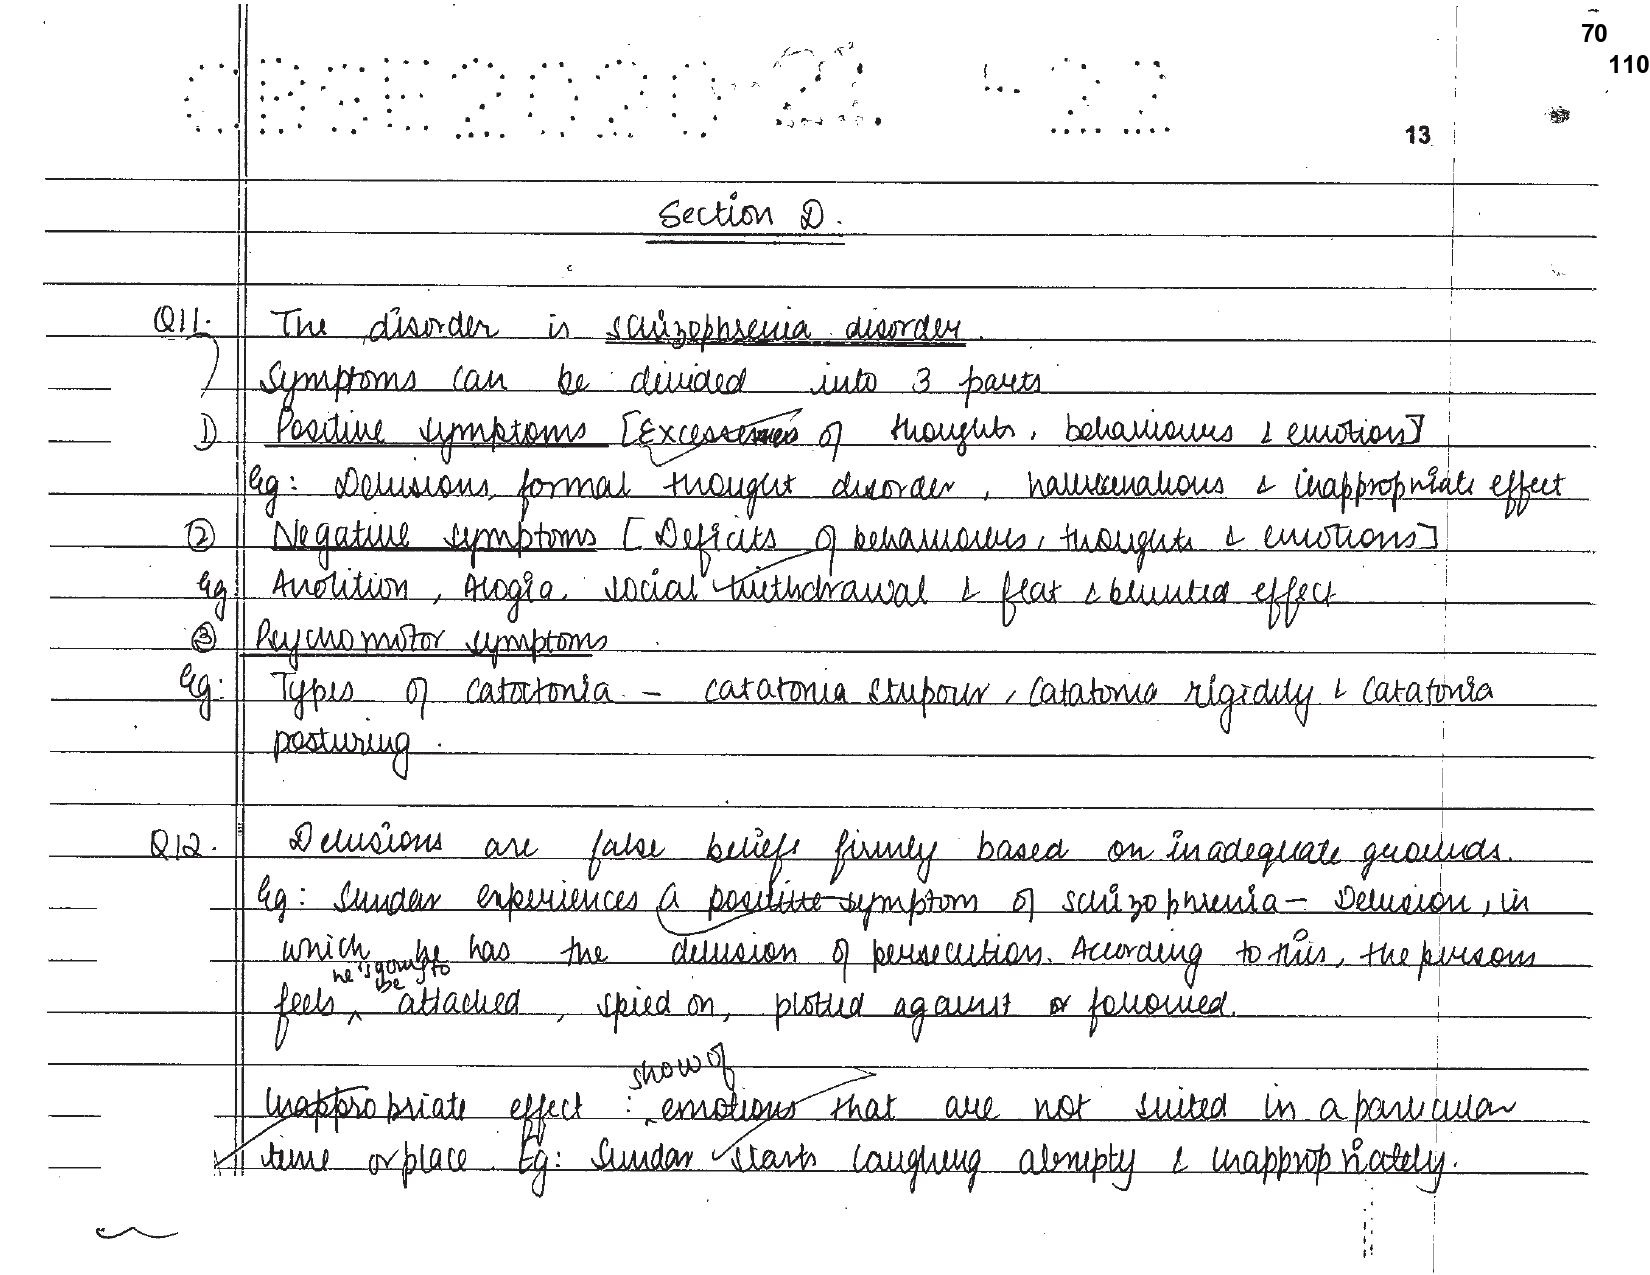 70
110
CBSE2020-21
22
13
Section D.
Q11. The disorder is schizophrenia disorder.
Symptoms can be divided into 3 parts
1) Positive symptoms [Excesses of thoughts, behaviours & emotion]
Eg: Delusions, formal thought disorder, hallucinations & inappropriate effect
② Negative symptoms [Deficits of behaviours, thoughts & emotions]
Eg Avolition, Alogia, social withdrawal & flat & blunted effect
③ Psychomotor symptoms
Eg: Types of catatonia - catatonia stupour, Catatonia rigidity & Catatonia
posturing.
Q12. Delusions are false beliefs firmly based on inadequate grounds.
Eg: Sundar experiences a positive symptom of schizophrenia - Delusion, in
which he has the delusion of persecution. According to this, the persons
feels he is going to be attacked, spied on, plotted against or followed.
Inappropriate effect : show of emotions that are not suited in a particular
time or place. Eg: Sundar starts laughing abrupty & inappropriately.